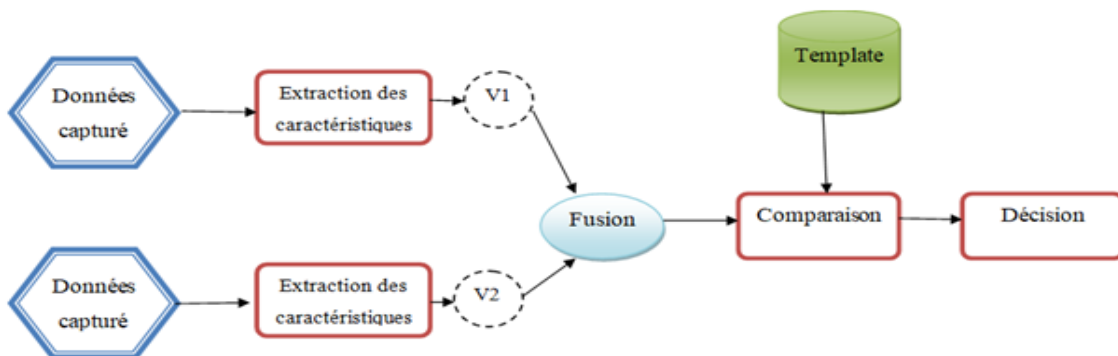 Données
capturé
Extraction des
caractéristiques
V1
Template
Fusion
Comparaison
Décision
Données
capturé
Extraction des
caractéristiques
V2